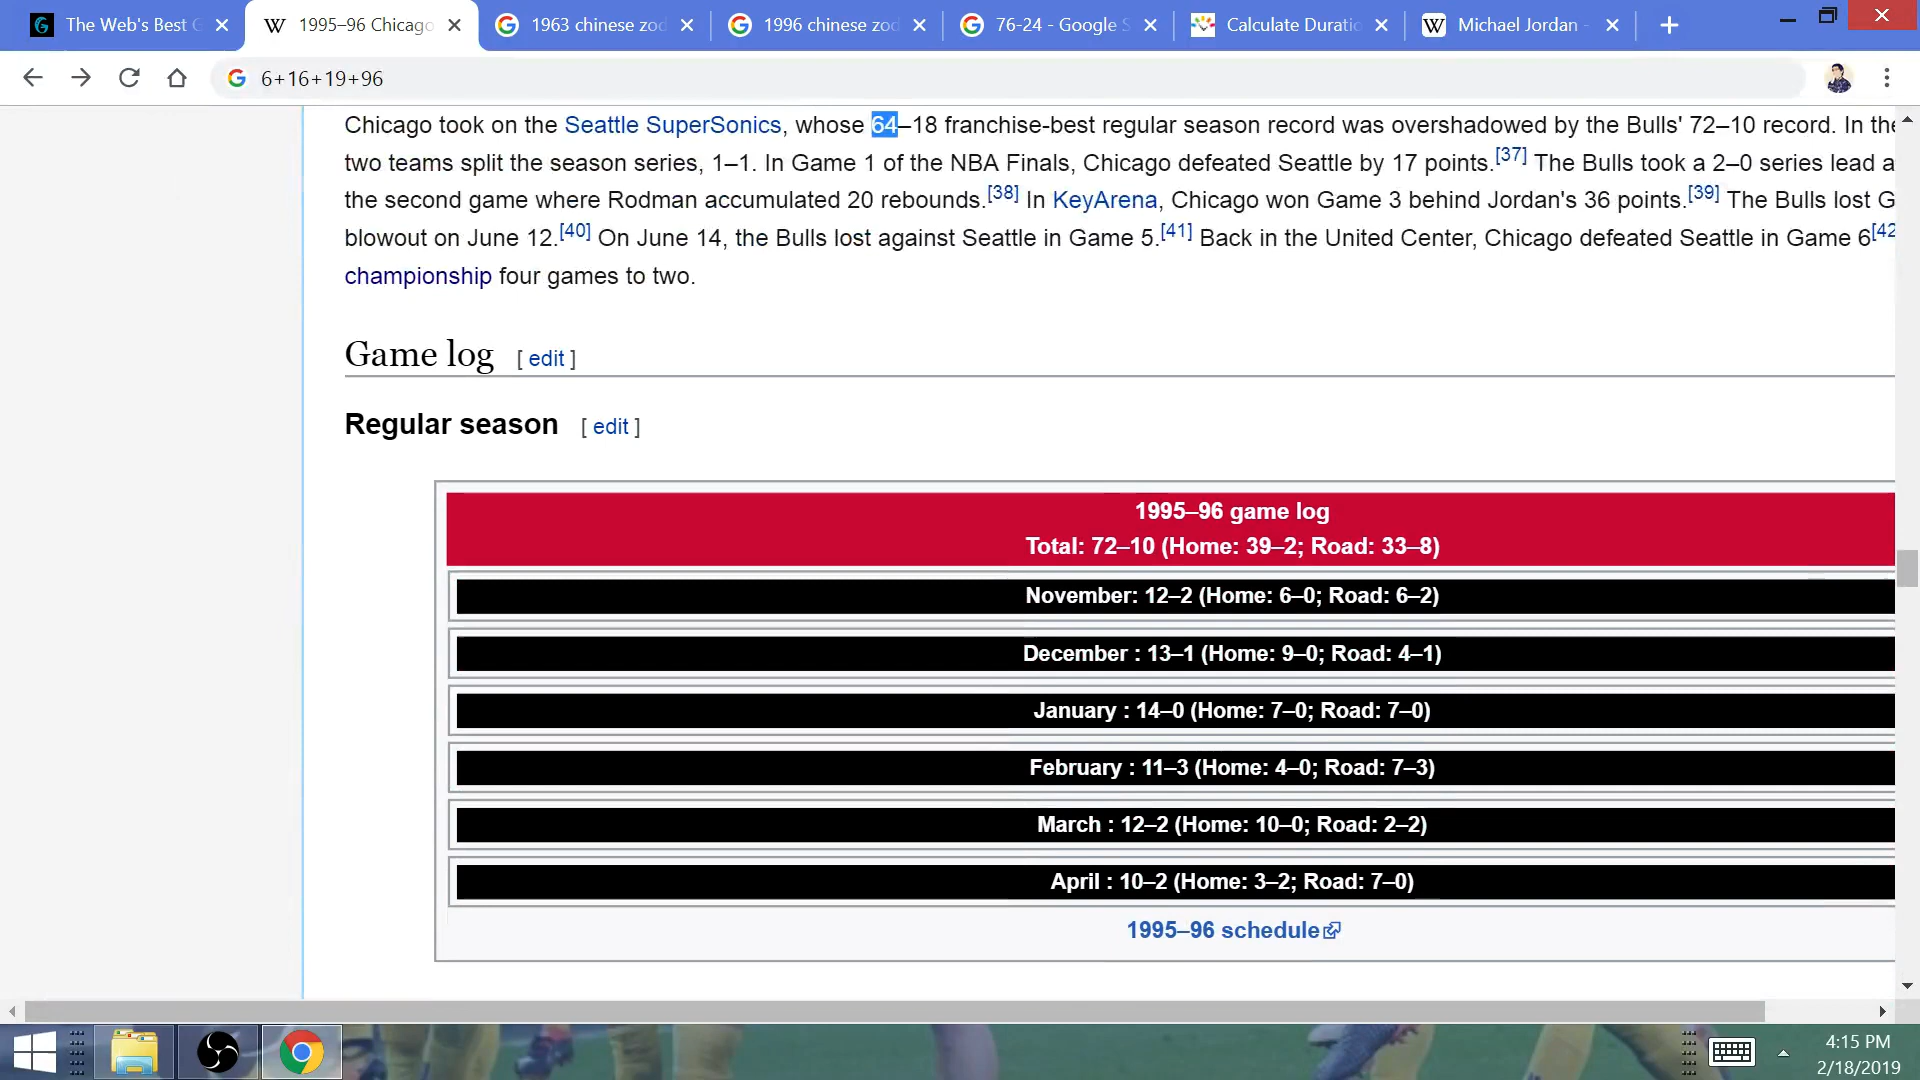 The Web's Best G
1995–96 Chicago
1963 chinese zod
1996 chinese zod
76-24 - Google S
Calculate Duratio
Michael Jordan -
6+16+19+96
Chicago took on the Seattle SuperSonics, whose 64–18 franchise-best regular season record was overshadowed by the Bulls' 72–10 record. In the
two teams split the season series, 1–1. In Game 1 of the NBA Finals, Chicago defeated Seattle by 17 points.[37] The Bulls took a 2–0 series lead a
the second game where Rodman accumulated 20 rebounds.[38] In KeyArena, Chicago won Game 3 behind Jordan's 36 points.[39] The Bulls lost G
blowout on June 12.[40] On June 14, the Bulls lost against Seattle in Game 5.[41] Back in the United Center, Chicago defeated Seattle in Game 6[42
championship four games to two.
Game log [ edit ]
Regular season [ edit ]
1995–96 game log
Total: 72–10 (Home: 39–2; Road: 33–8)
November: 12–2 (Home: 6–0; Road: 6–2)
December : 13–1 (Home: 9–0; Road: 4–1)
January : 14–0 (Home: 7–0; Road: 7–0)
February : 11–3 (Home: 4–0; Road: 7–3)
March : 12–2 (Home: 10–0; Road: 2–2)
April : 10–2 (Home: 3–2; Road: 7–0)
1995–96 schedule
4:15 PM
2/18/2019